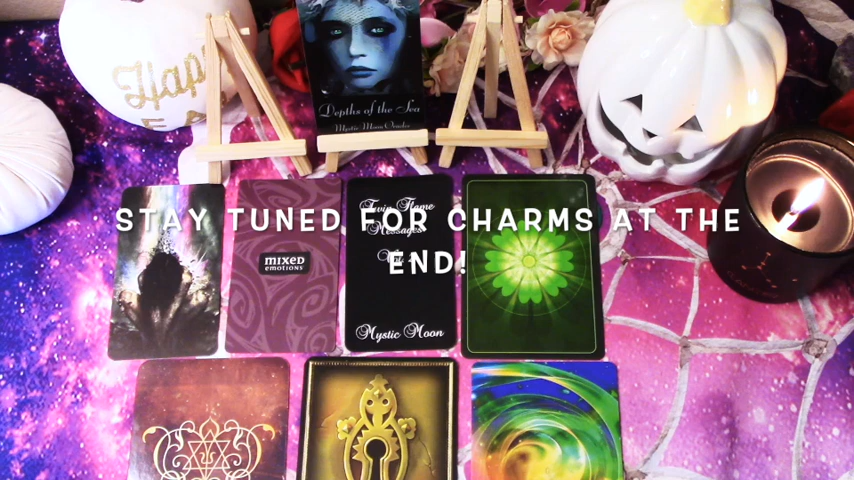 Happy
Depths of the Sea
Mystic Moon Oracle
STAY TUNED FOR CHARMS AT THE
END!
mixed
emotions
Twin Flame
Messages
Mystic Moon